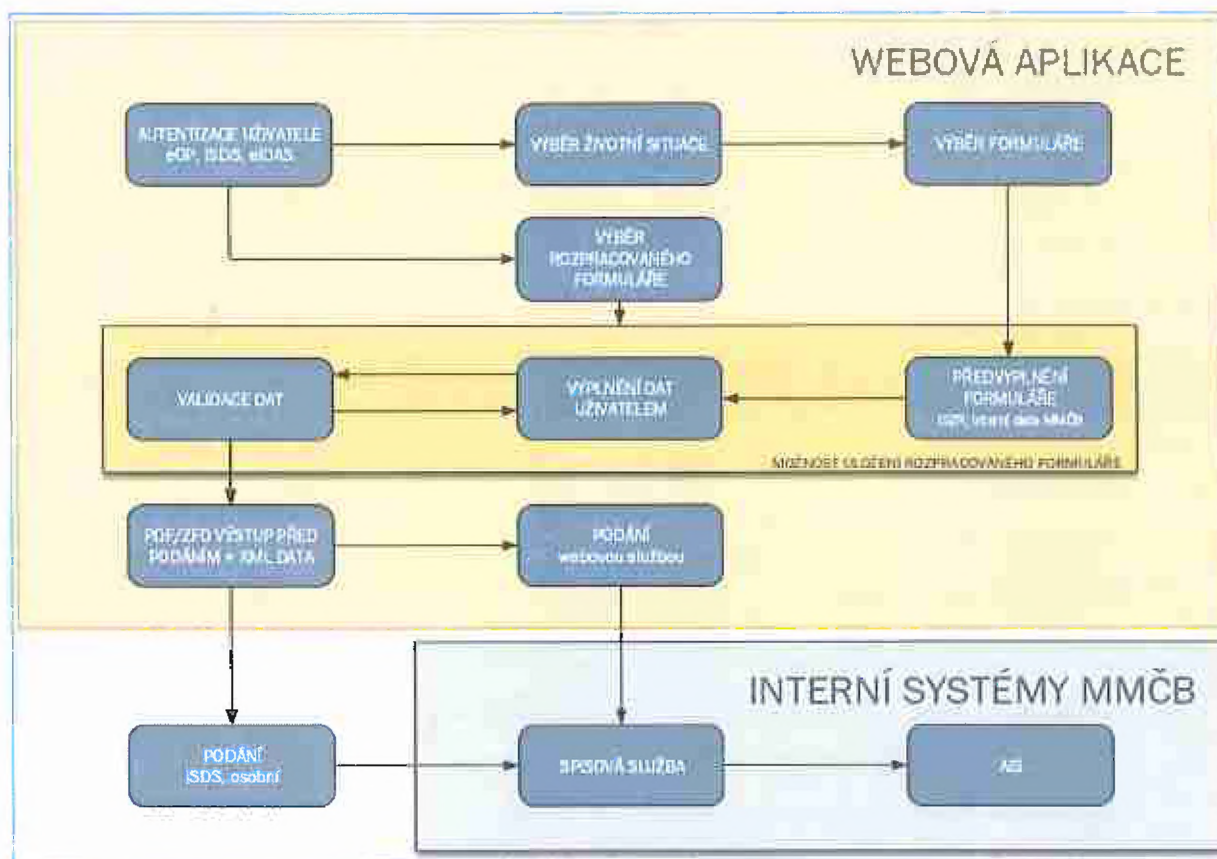 WEBOVÁ APLIKACE
AUTENTIZACE UŽIVATELE
eOP, ISDS, eIDAS
VÝBĚR ŽIVOTNÍ SITUACE
VÝBĚR FORMULÁŘE
VÝBĚR
ROZPRACOVANÉHO
FORMULÁŘE
VALIDACE DAT
VYPLNĚNÍ DAT
UŽIVATELEM
PŘEDVYPLNĚNÍ
FORMULÁŘE
data MMČB
MOŽNOST ULOŽENÍ ROZPRACOVANÉHO FORMULÁŘE
PDF/ZFO VÝSTUP PŘED
PODÁNÍM + XML DATA
PODÁNÍ
webovou službou
INTERNÍ SYSTÉMY MMČB
PODÁNÍ
ISDS, osobní
SPISOVÁ SLUŽBA